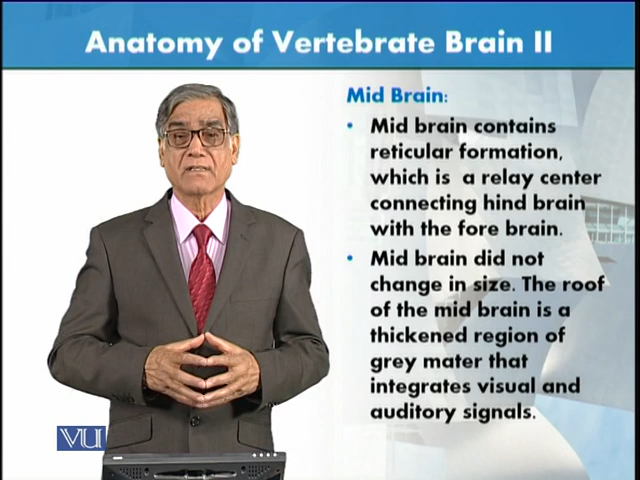 Anatomy of Vertebrate Brain II
Mid Brain:
• Mid brain contains
reticular formation,
which is a relay center
connecting hind brain
with the fore brain.
• Mid brain did not
change in size. The roof
of the mid brain is a
thickened region of
grey mater that
integrates visual and
auditory signals.
VU